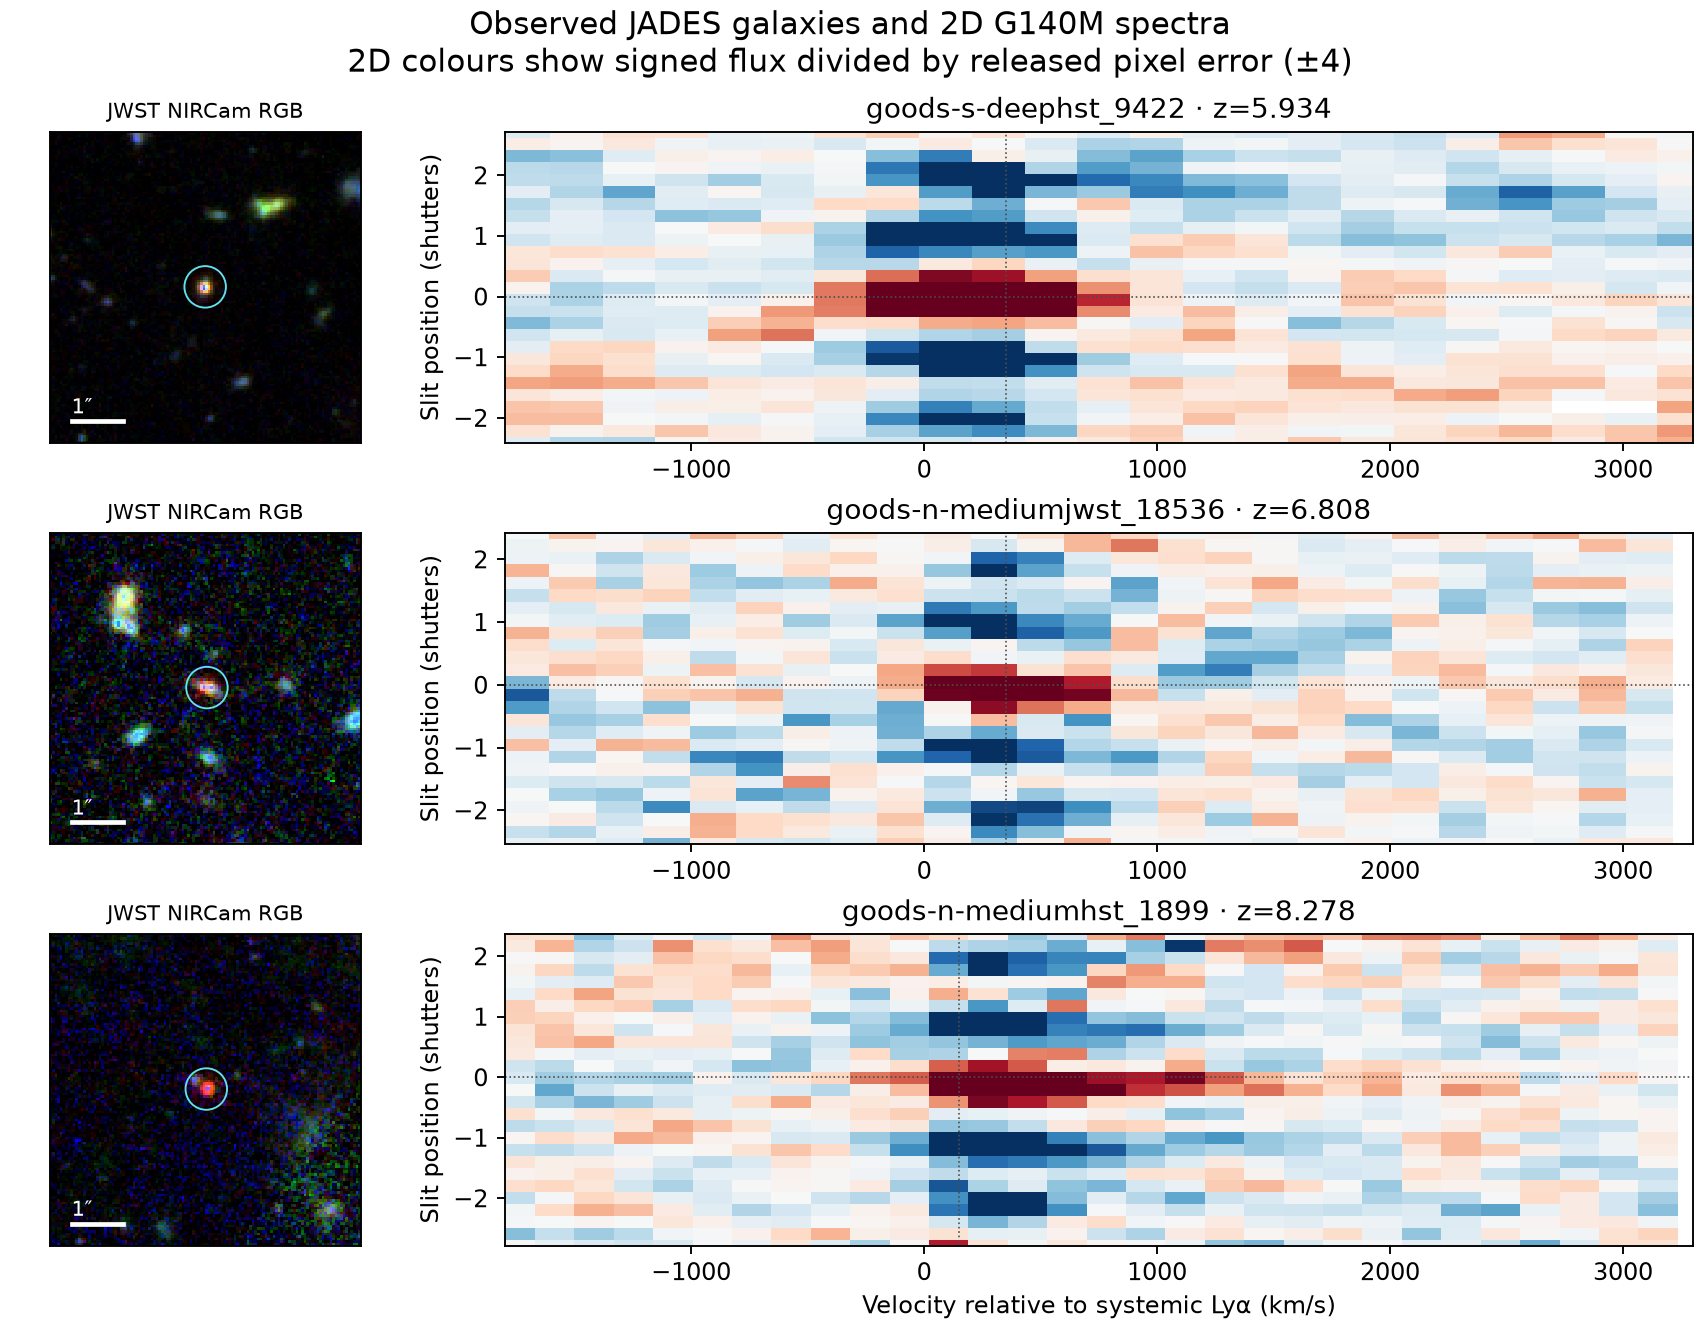 Observed JADES galaxies and 2D G140M spectra
2D colours show signed flux divided by released pixel error (±4)
JWST NIRCam RGB
1″
goods-s-deephst_9422 · z=5.934
Slit position (shutters)
2
1
0
−1
−2
−1000 0 1000 2000 3000
JWST NIRCam RGB
1″
goods-n-mediumjwst_18536 · z=6.808
Slit position (shutters)
2
1
0
−1
−2
−1000 0 1000 2000 3000
JWST NIRCam RGB
1″
goods-n-mediumhst_1899 · z=8.278
Slit position (shutters)
2
1
0
−1
−2
−1000 0 1000 2000 3000
Velocity relative to systemic Lyα (km/s)